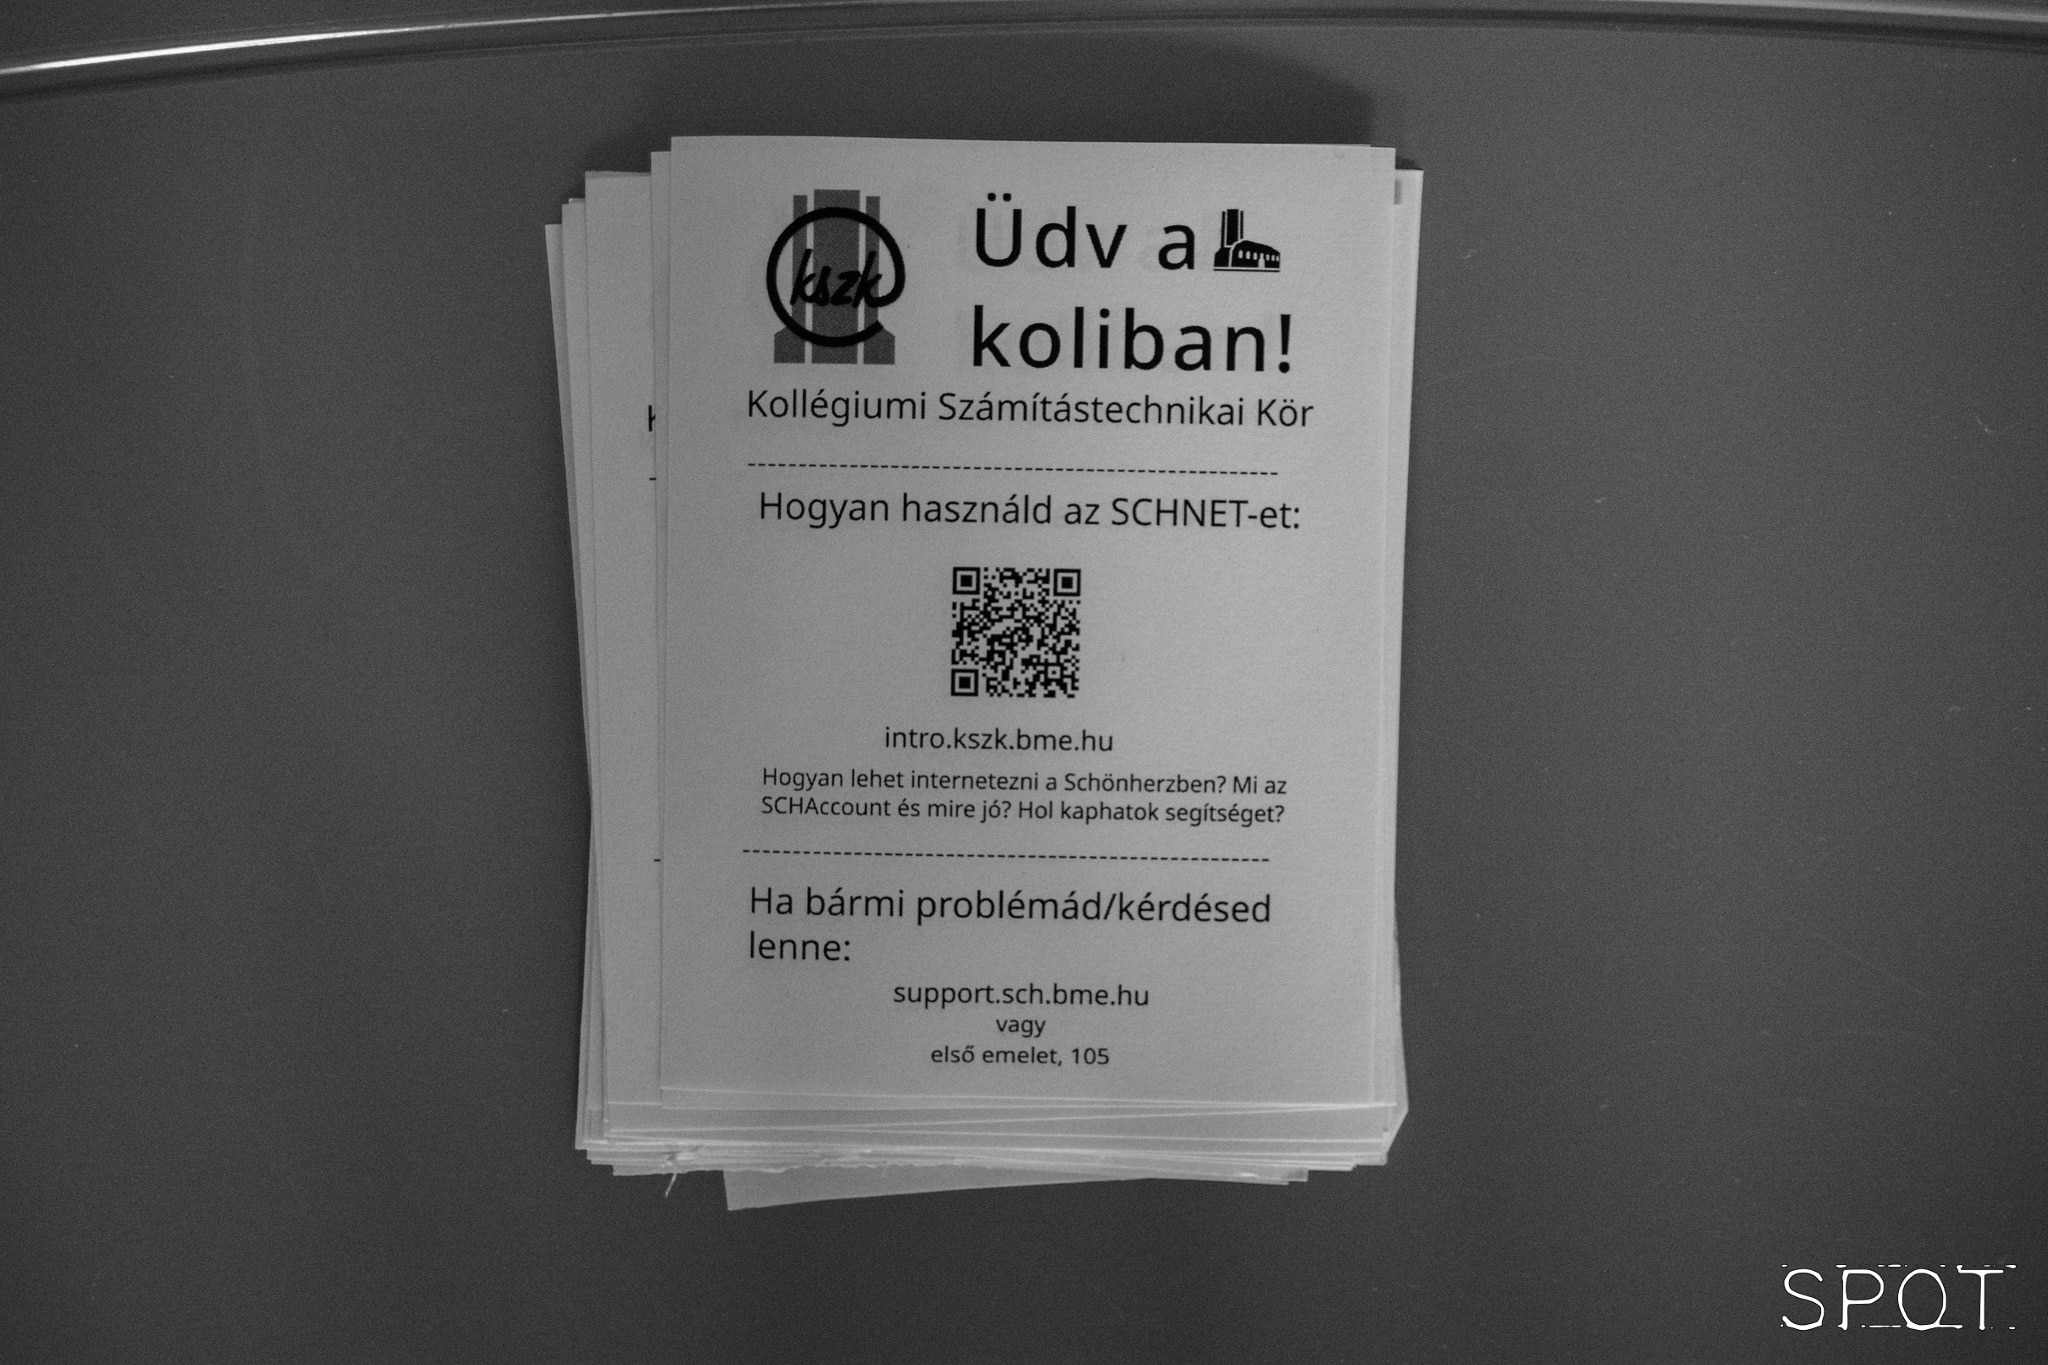 kszk
Üdv a
koliban!
Kollégiumi Számítástechnikai Kör
Hogyan használd az SCHNET-et:
intro.kszk.bme.hu
Hogyan lehet internetezni a Schönherzben? Mi az
SCHAccount és mire jó? Hol kaphatok segítséget?
Ha bármi problémád/kérdésed
lenne:
support.sch.bme.hu
vagy
első emelet, 105
SPOT